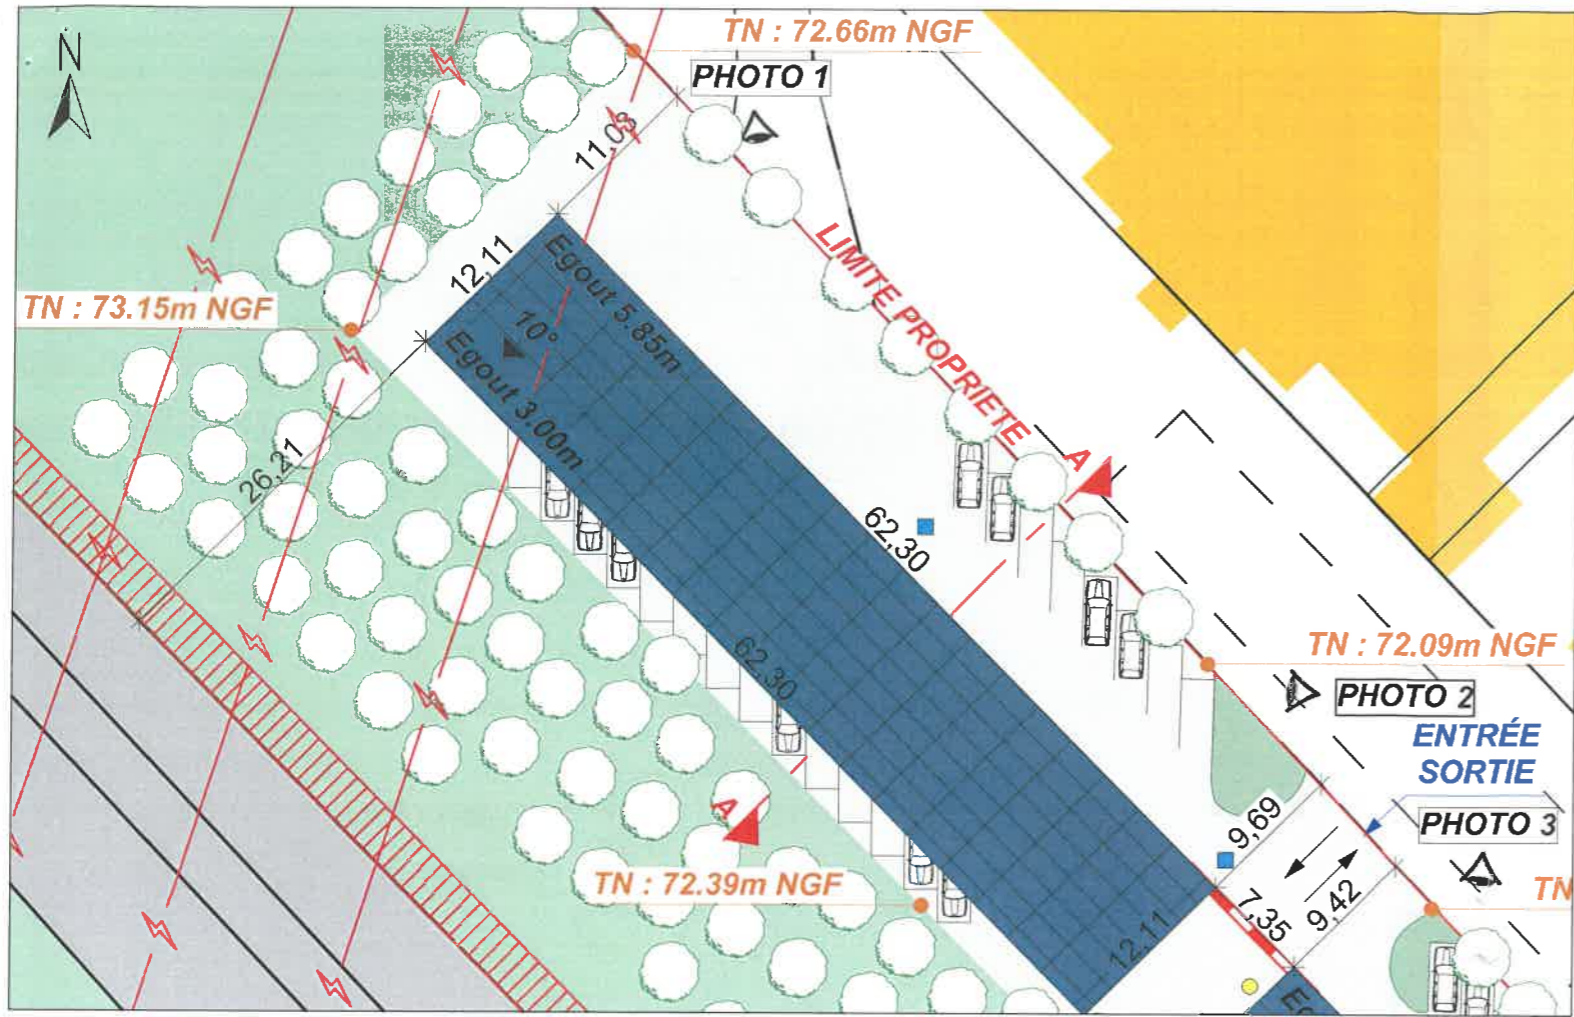 N
TN : 72.66m NGF
PHOTO 1
11,03
12,11
Egout 5.85m
10°
Egout 3.00m
TN : 73.15m NGF
LIMITE PROPRIETE
26,21
A
62,30
62,30
TN : 72.09m NGF
PHOTO 2
ENTRÉE
SORTIE
PHOTO 3
9,69
A
TN : 72.39m NGF
7,35
9,42
12,11
TN